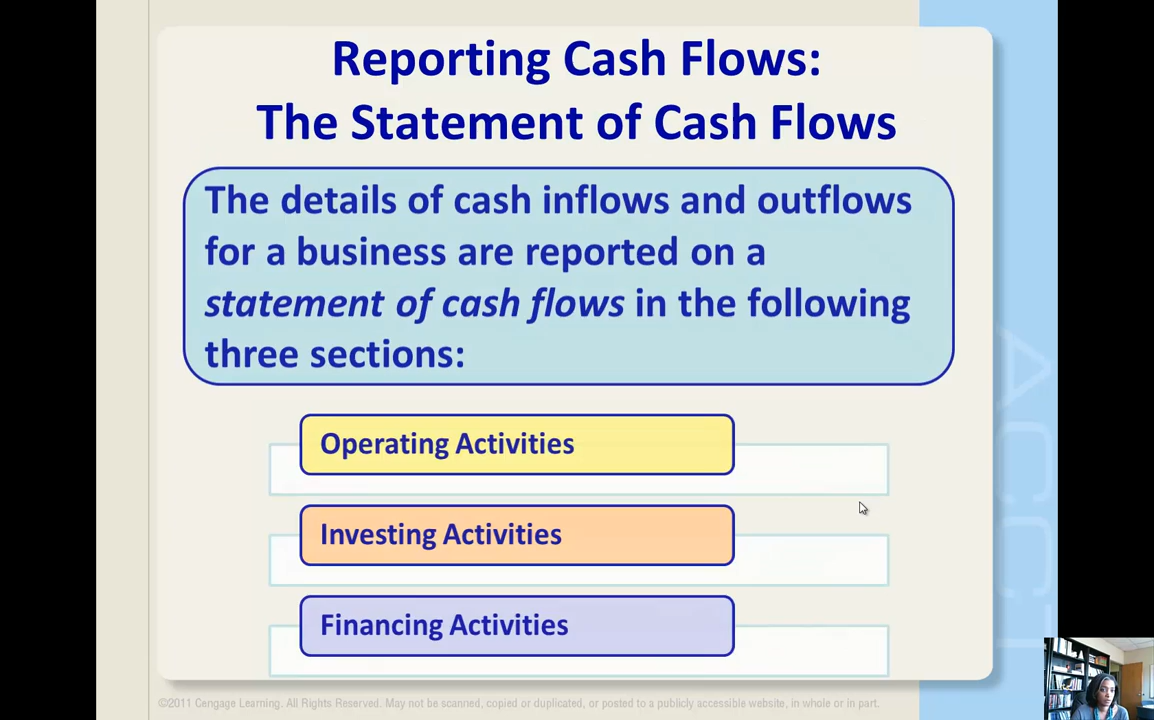 Reporting Cash Flows:
The Statement of Cash Flows
The details of cash inflows and outflows
for a business are reported on a
statement of cash flows in the following
three sections:
Operating Activities
Investing Activities
Financing Activities
ACCT
©2011 Cengage Learning. All Rights Reserved. May not be scanned, copied or duplicated, or posted to a publicly accessible website, in whole or in part.